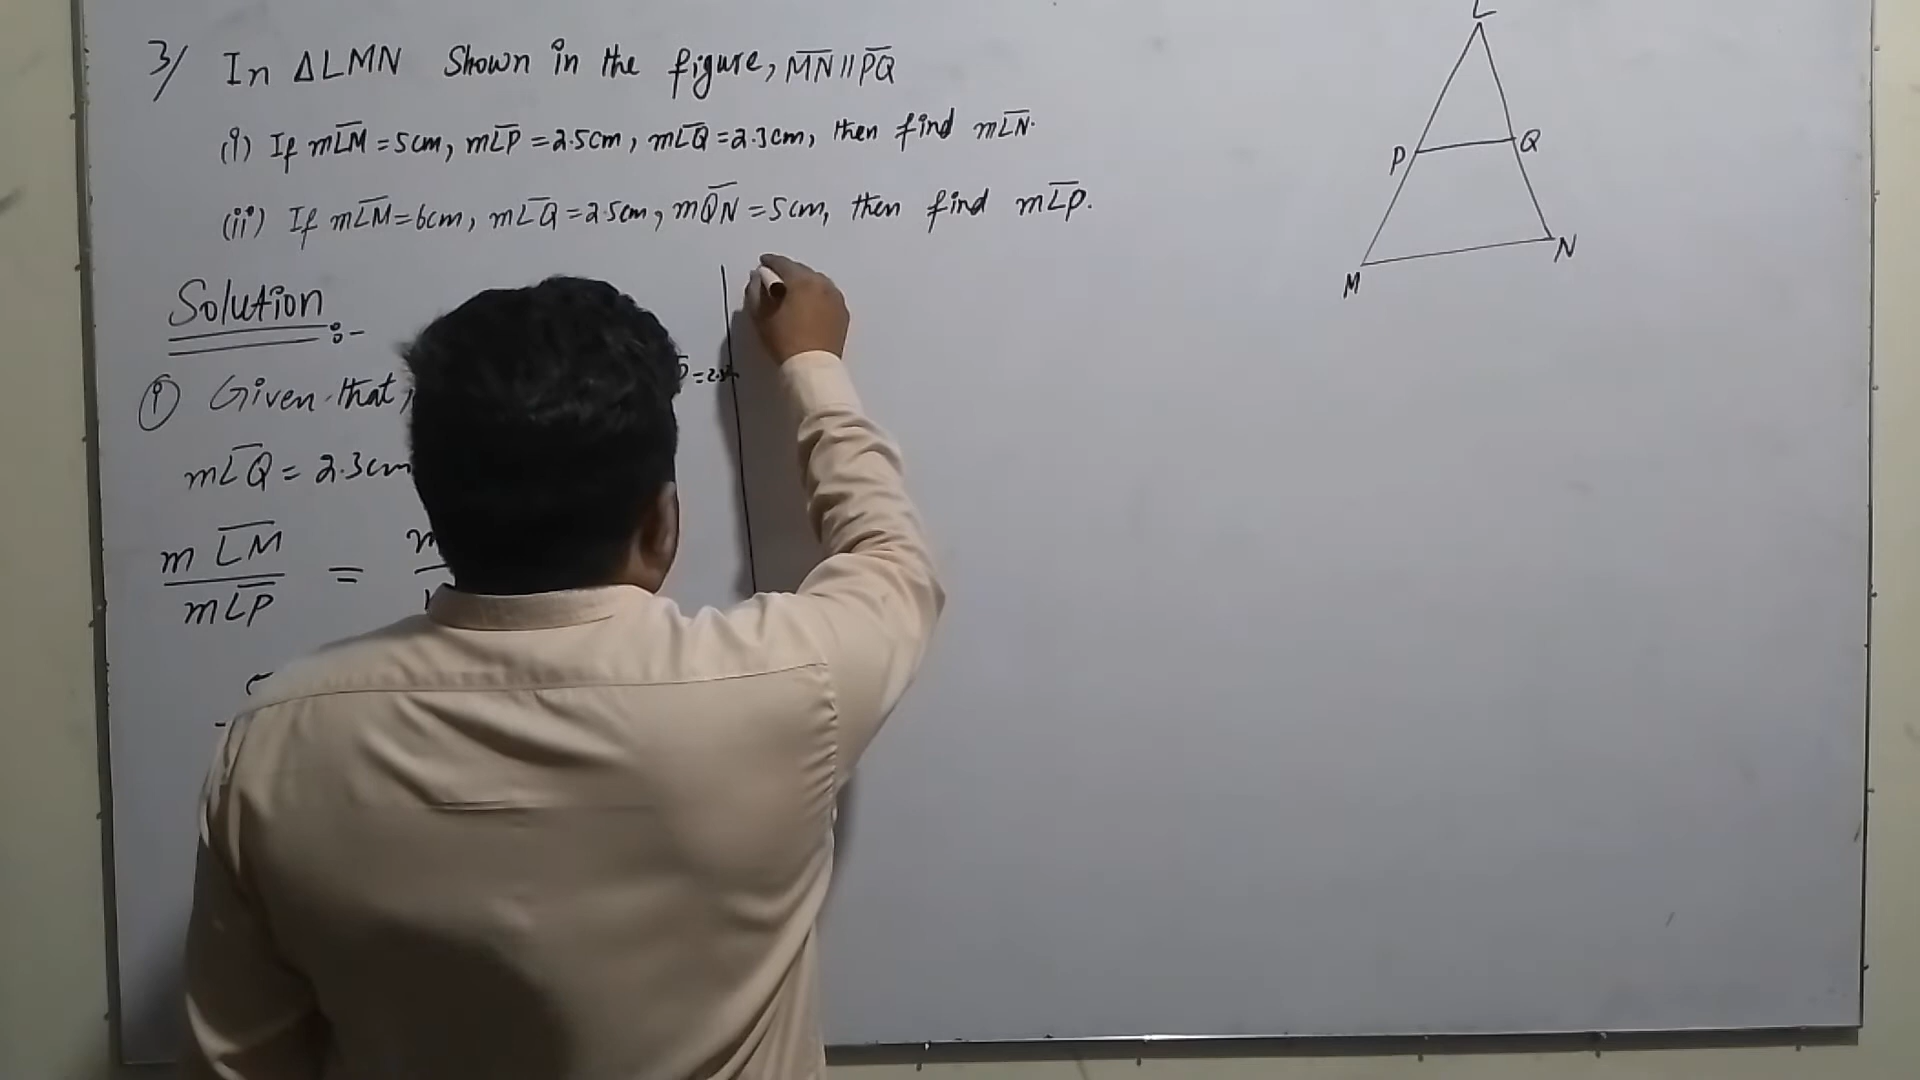 3/ In ΔLMN Shown in the figure, M̅N̅ || P̅Q̅
(i) If mL̅M̅ = 5cm, mL̅P̅ = 2.5cm, mL̅Q̅ = 2.3cm, then find mL̅N̅.
(ii) If mL̅M̅ = 6cm, mL̅Q̅ = 2.5cm, mQ̅N̅ = 5cm, then find mL̅P̅.
L
P
Q
M
N
Solution :-
(i) Given that,
mL̅Q̅ = 2.3cm
mL̅M̅
mL̅P̅
=